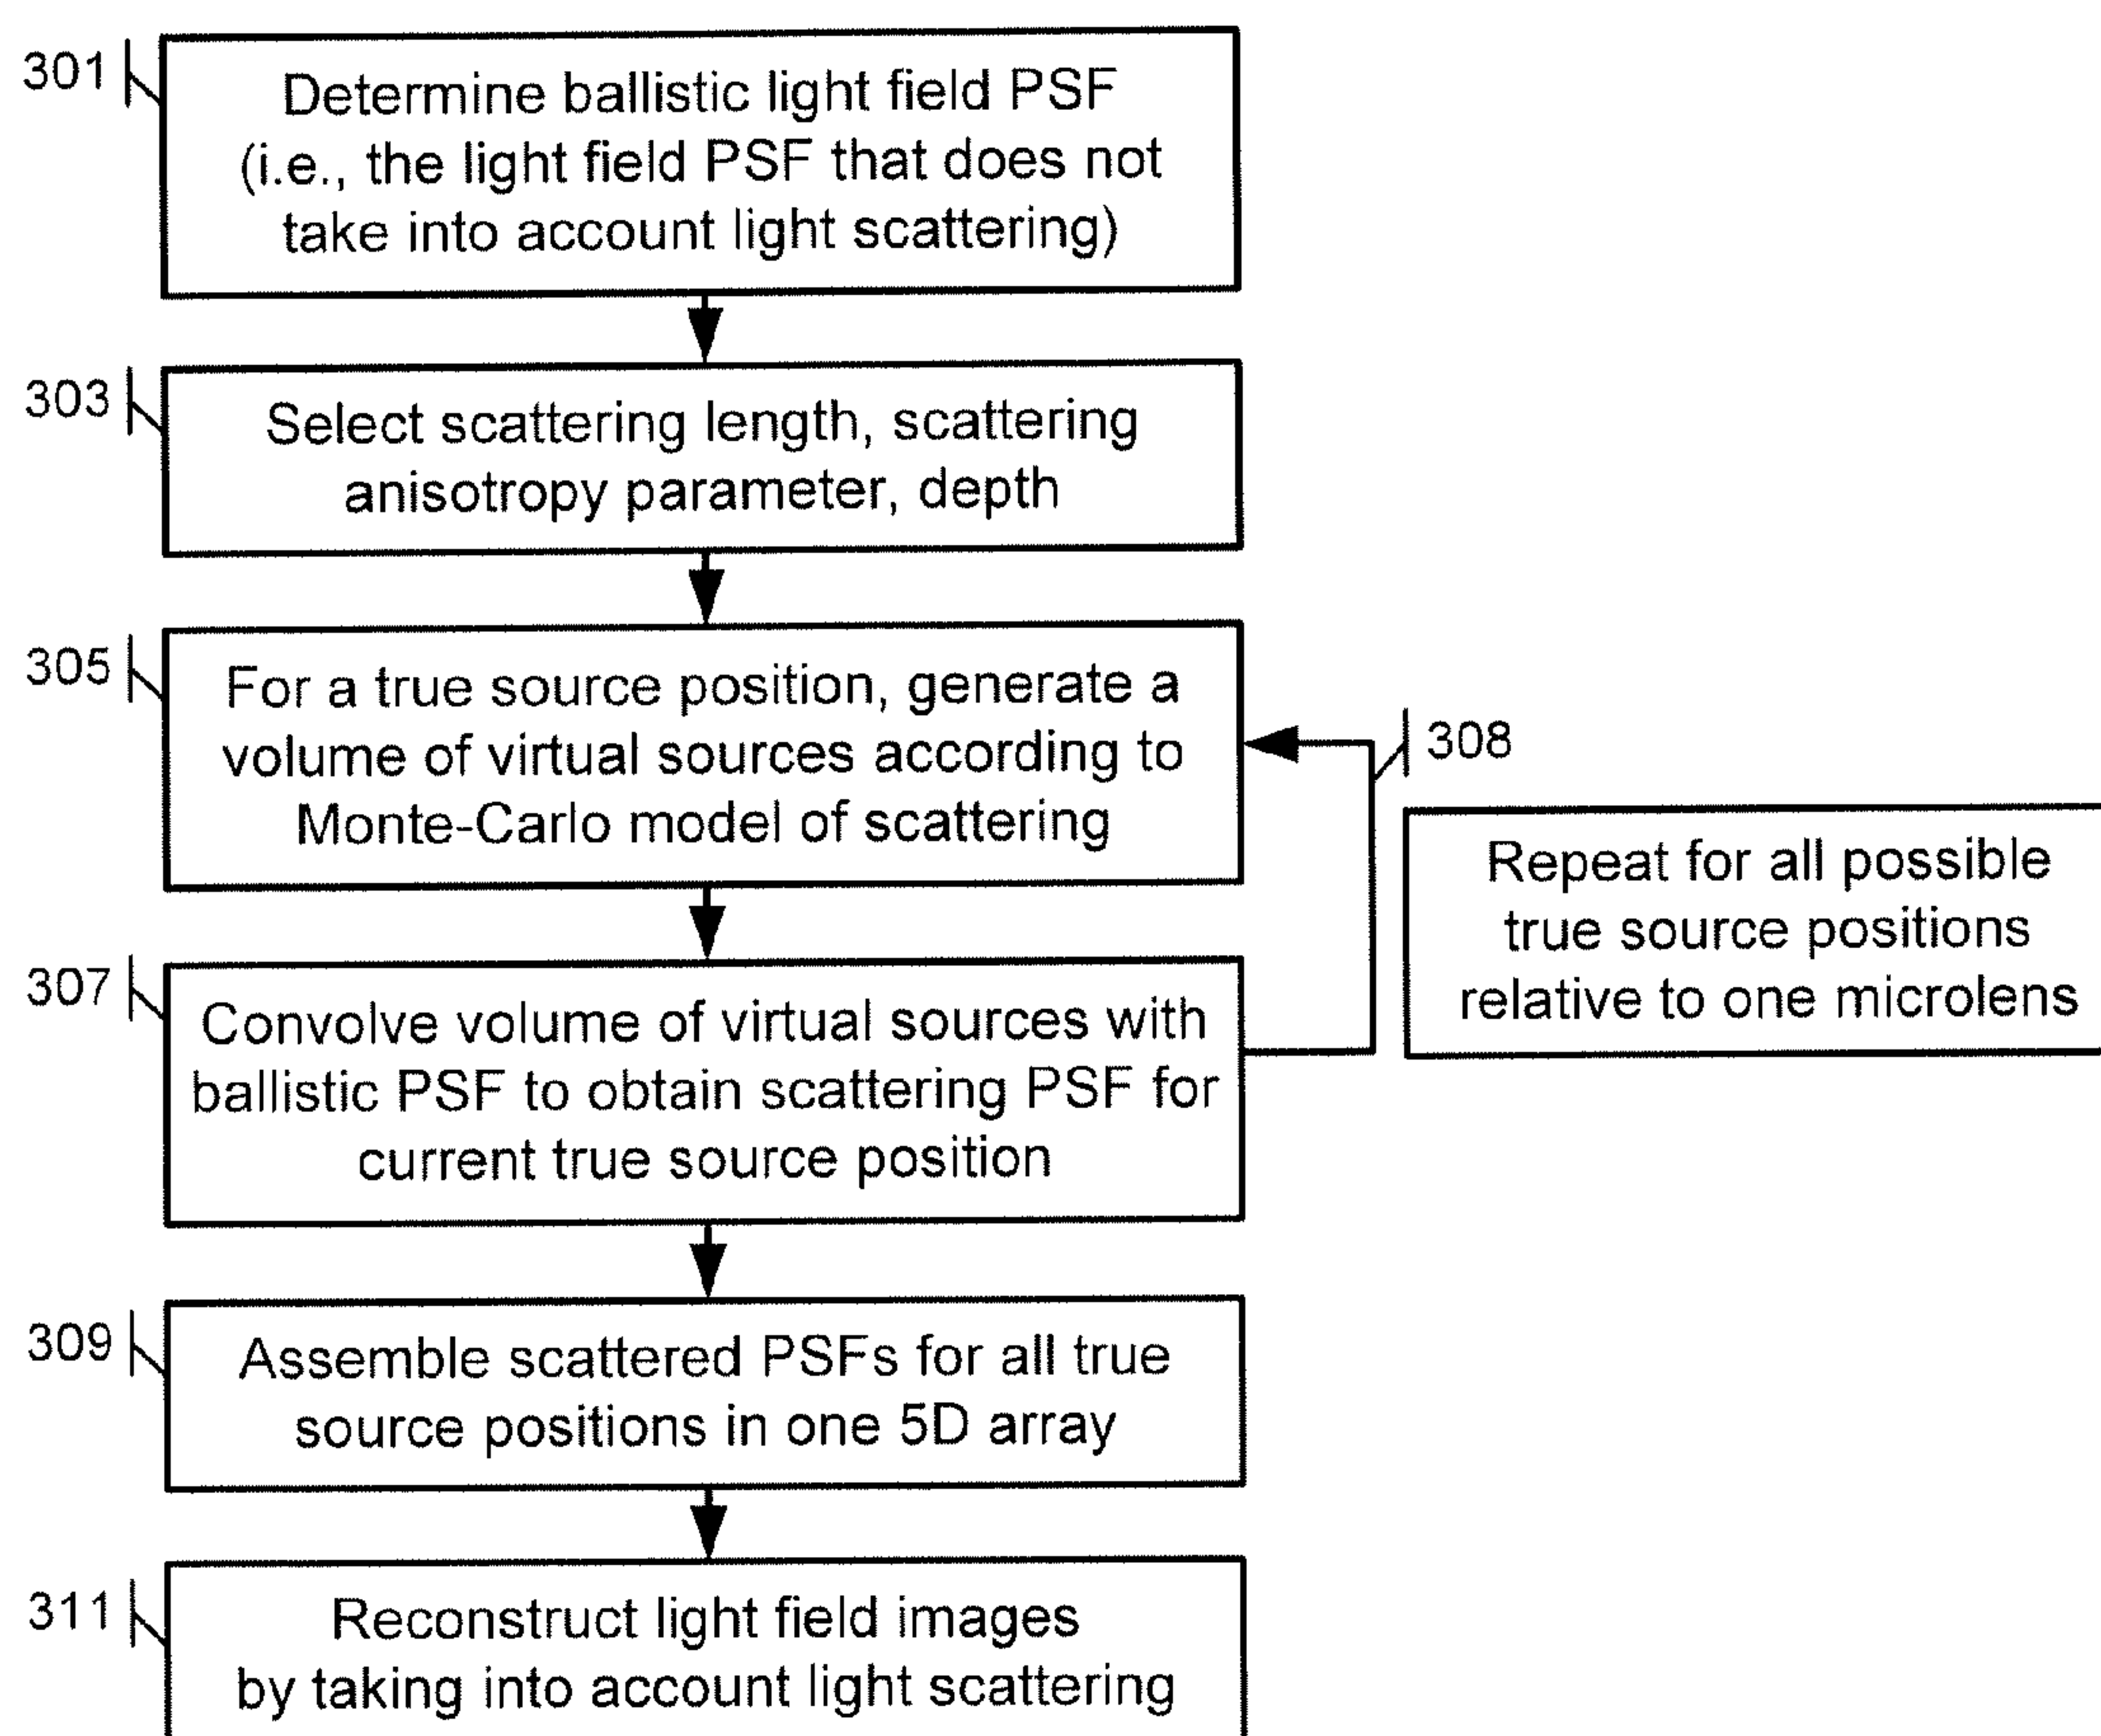 301
Determine ballistic light field PSF
(i.e., the light field PSF that does not
take into account light scattering)
303
Select scattering length, scattering
anisotropy parameter, depth
305
For a true source position, generate a
volume of virtual sources according to
Monte-Carlo model of scattering
308
Repeat for all possible
true source positions
relative to one microlens
307
Convolve volume of virtual sources with
ballistic PSF to obtain scattering PSF for
current true source position
309
Assemble scattered PSFs for all true
source positions in one 5D array
311
Reconstruct light field images
by taking into account light scattering